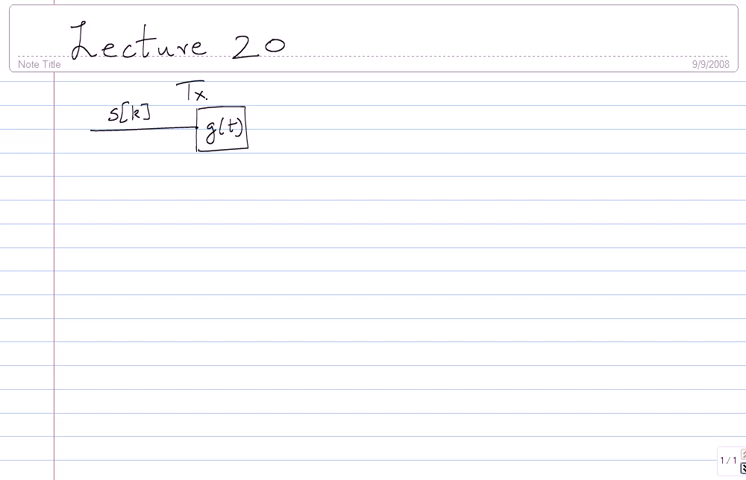 Lecture 20
Note Title
9/9/2008
Tx.
s[k]
g(t)
1/1